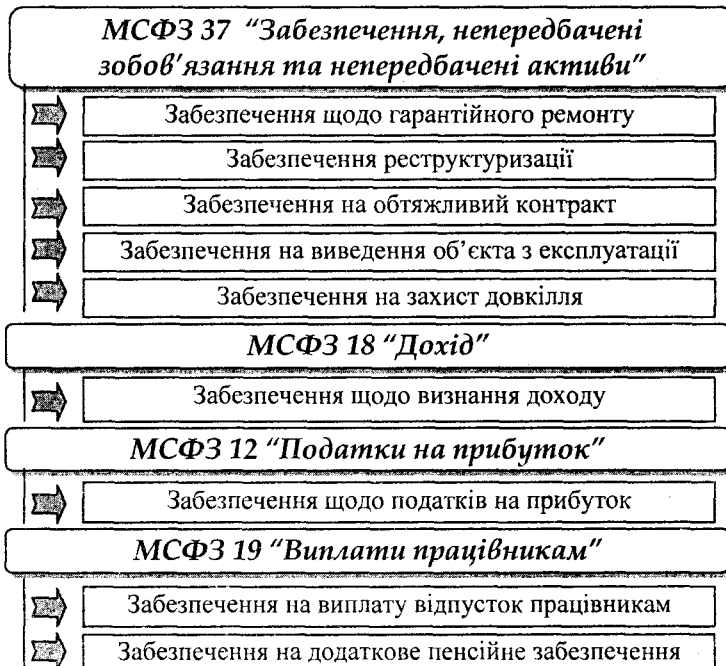 МСФЗ 37 “Забезпечення, непередбачені
зобов’язання та непередбачені активи”
Забезпечення щодо гарантійного ремонту
Забезпечення реструктуризації
Забезпечення на обтяжливий контракт
Забезпечення на виведення об’єкта з експлуатації
Забезпечення на захист довкілля
МСФЗ 18 “Дохід”
Забезпечення щодо визнання доходу
МСФЗ 12 “Податки на прибуток”
Забезпечення щодо податків на прибуток
МСФЗ 19 “Виплати працівникам”
Забезпечення на виплату відпусток працівникам
Забезпечення на додаткове пенсійне забезпечення